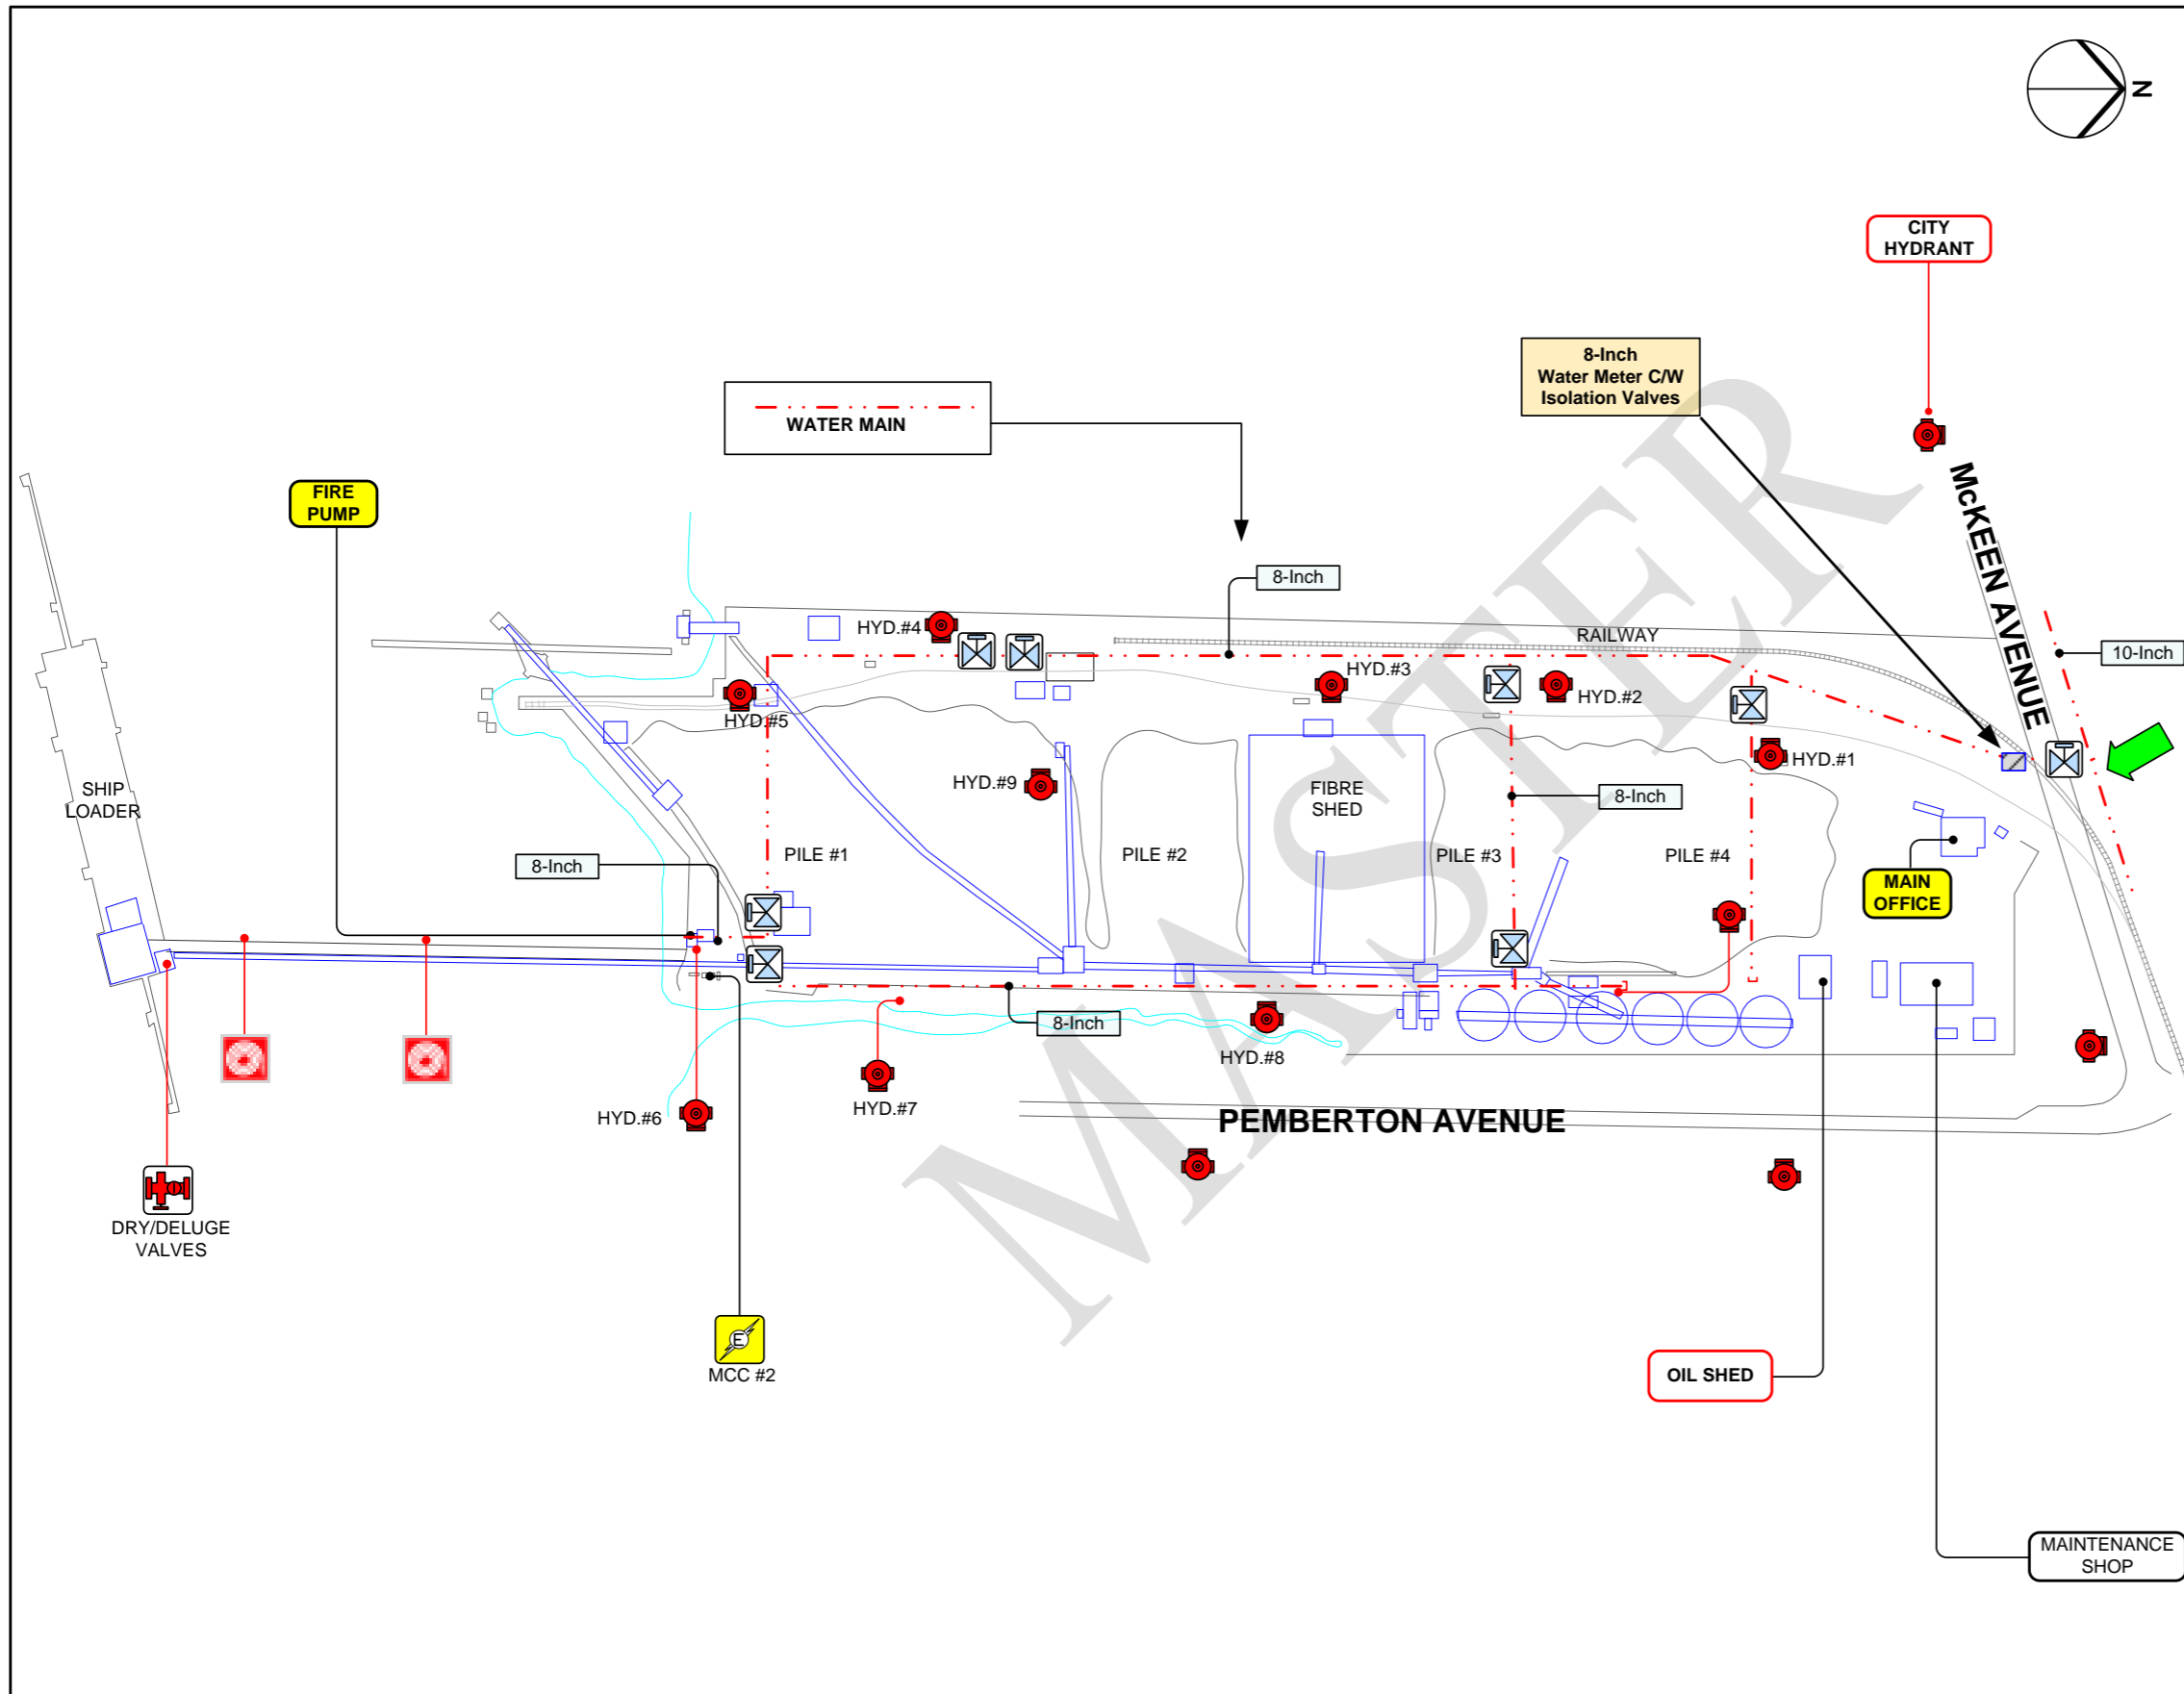 N
CITY
HYDRANT
8-Inch
Water Meter C/W
Isolation Valves
WATER MAIN
McKEEN AVENUE
FIRE
PUMP
8-Inch
HYD.#4
RAILWAY
10-Inch
HYD.#3
HYD.#2
HYD.#5
HYD.#1
HYD.#9
SHIP
LOADER
FIBRE
SHED
8-Inch
PILE #1
PILE #2
PILE #3
PILE #4
8-Inch
MAIN
OFFICE
8-Inch
HYD.#8
HYD.#7
HYD.#6
PEMBERTON AVENUE
DRY/DELUGE
VALVES
E
MCC #2
OIL SHED
MAINTENANCE
SHOP
MASTER